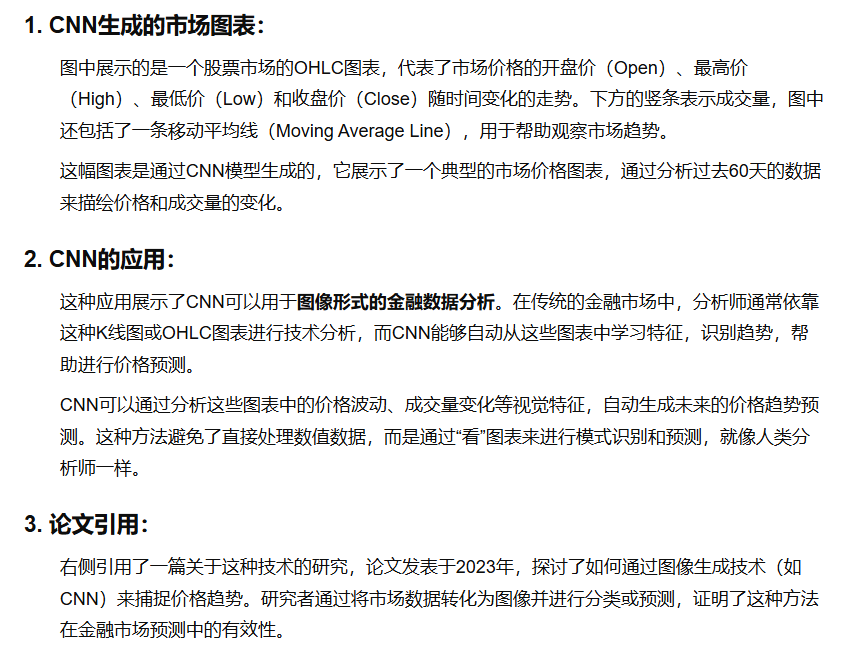 1. CNN生成的市场图表：
图中展示的是一个股票市场的OHLC图表，代表了市场价格的开盘价（Open）、最高价
（High）、最低价（Low）和收盘价（Close）随时间变化的走势。下方的竖条表示成交量，图中
还包括了一条移动平均线（Moving Average Line），用于帮助观察市场趋势。
这幅图表是通过CNN模型生成的，它展示了一个典型的市场价格图表，通过分析过去60天的数据
来描绘价格和成交量的变化。
2. CNN的应用：
这种应用展示了CNN可以用于图像形式的金融数据分析。在传统的金融市场中，分析师通常依靠
这种K线图或OHLC图表进行技术分析，而CNN能够自动从这些图表中学习特征，识别趋势，帮
助进行价格预测。
CNN可以通过分析这些图表中的价格波动、成交量变化等视觉特征，自动生成未来的价格趋势预
测。这种方法避免了直接处理数值数据，而是通过“看”图表来进行模式识别和预测，就像人类分
析师一样。
3. 论文引用：
右侧引用了一篇关于这种技术的研究，论文发表于2023年，探讨了如何通过图像生成技术（如
CNN）来捕捉价格趋势。研究者通过将市场数据转化为图像并进行分类或预测，证明了这种方法
在金融市场预测中的有效性。